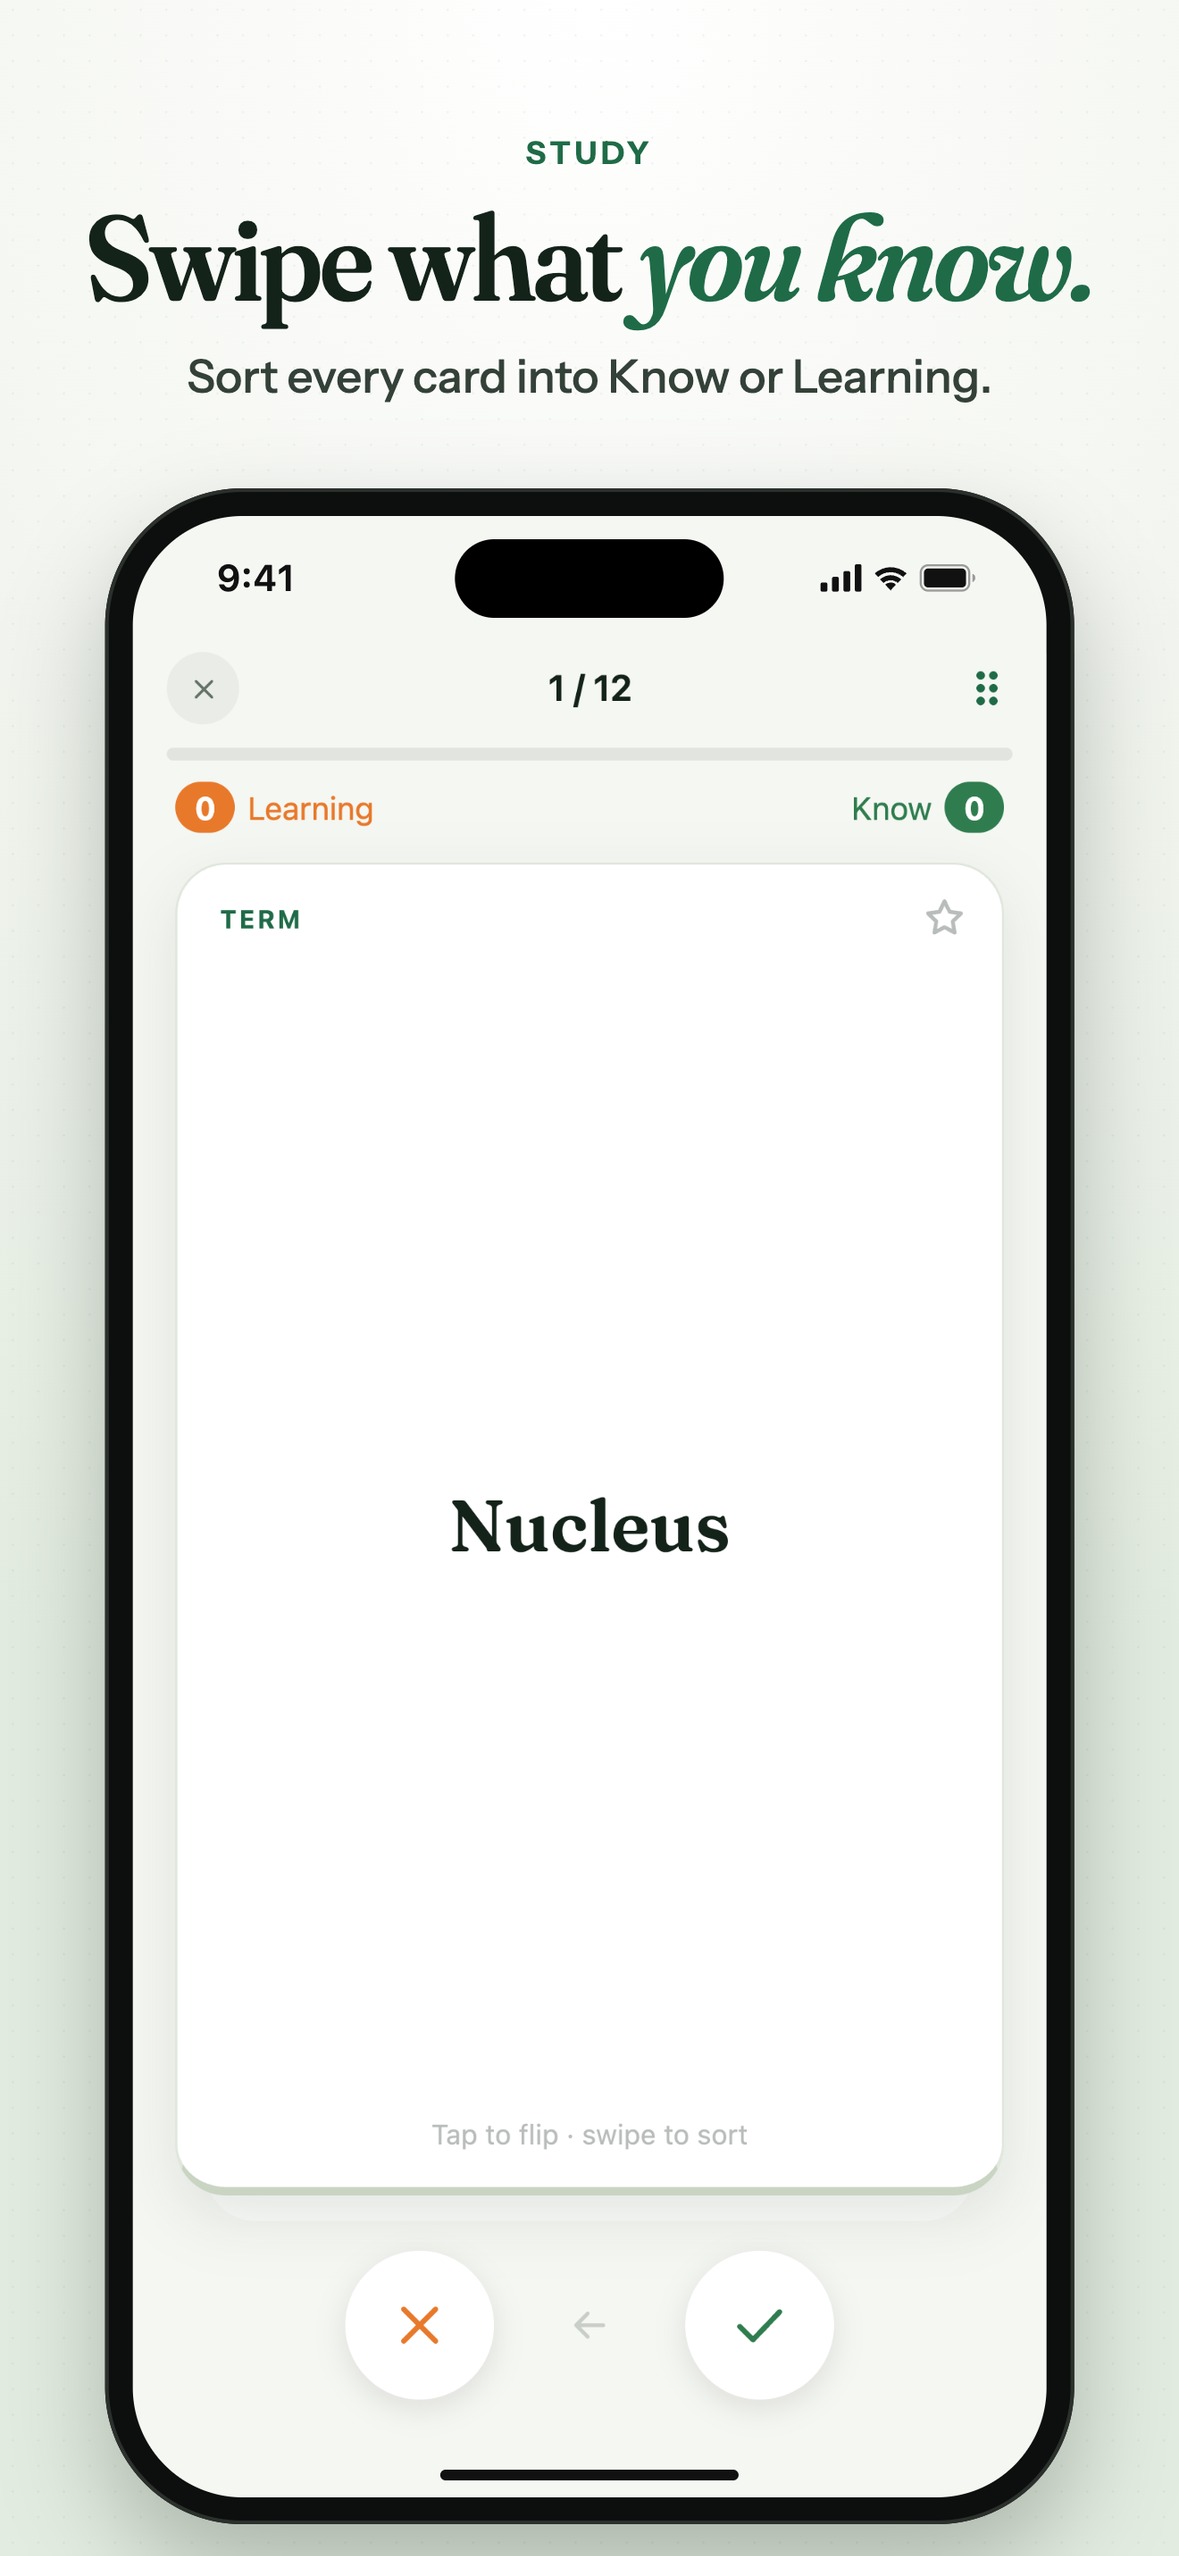 STUDY
Swipe what you know.
Sort every card into Know or Learning.
9:41
1 / 12
0 Learning
Know 0
TERM
Nucleus
Tap to flip · swipe to sort